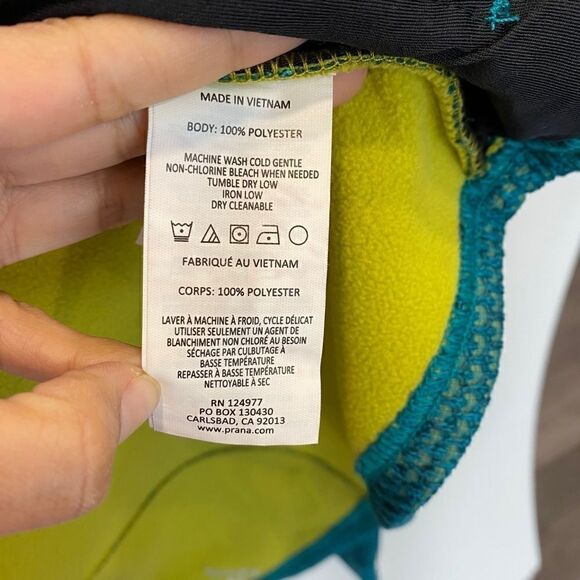 MADE IN VIETNAM
BODY: 100% POLYESTER
MACHINE WASH COLD GENTLE
NON-CHLORINE BLEACH WHEN NEEDED
TUMBLE DRY LOW
IRON LOW
DRY CLEANABLE
FABRIQUÉ AU VIETNAM
CORPS: 100% POLYESTER
LAVER À MACHINE À FROID, CYCLE DÉLICAT
UTILISER SEULEMENT UN AGENT DE
BLANCHIMENT NON CHLORÉ AU BESOIN
SÉCHAGE PAR CULBUTAGE À
BASSE TEMPÉRATURE
REPASSER À BASSE TEMPÉRATURE
NETTOYABLE À SEC
RN 124977
PO BOX 130430
CARLSBAD, CA 92013
www.prana.com